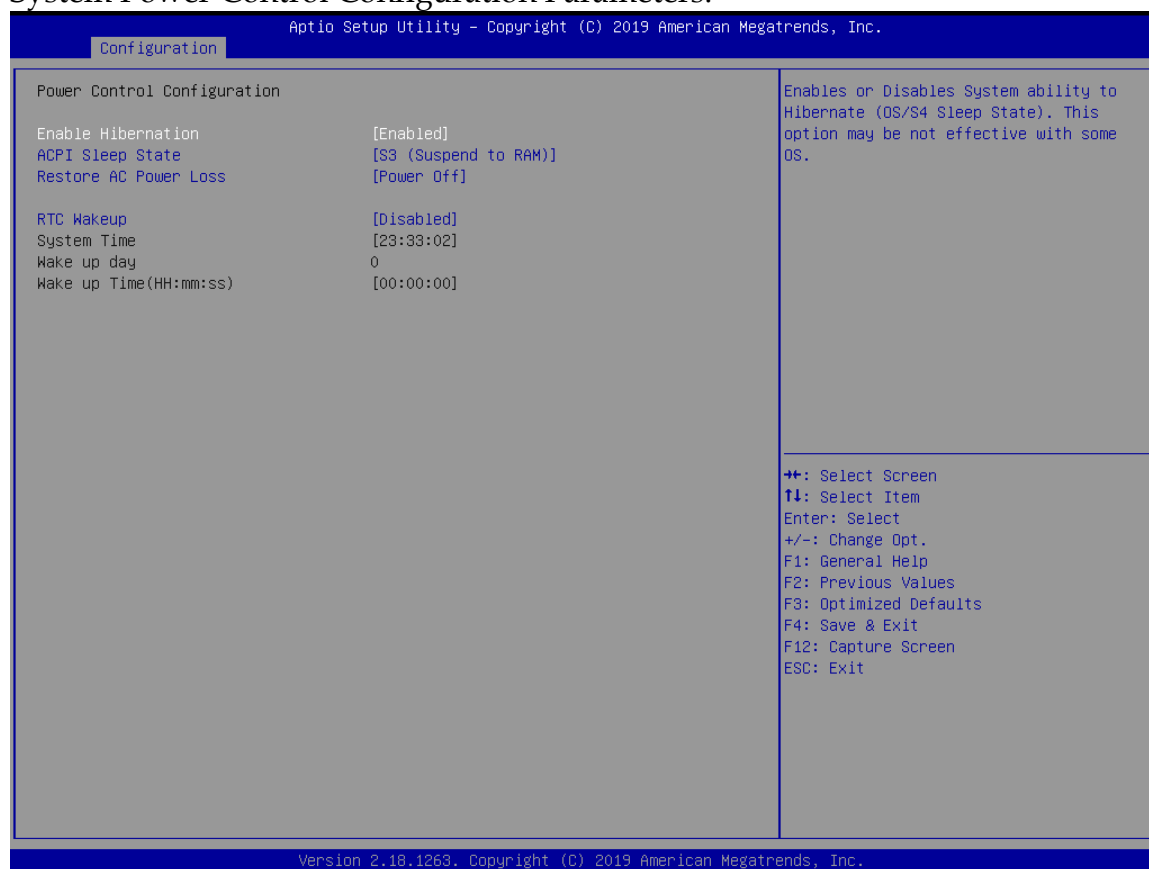 System Power Control Configuration Parameters.
Aptio Setup Utility – Copyright (C) 2019 American Megatrends, Inc.
Configuration
Power Control Configuration
Enable Hibernation [Enabled]
ACPI Sleep State [S3 (Suspend to RAM)]
Restore AC Power Loss [Power Off]
RTC Wakeup [Disabled]
System Time [23:33:02]
Wake up day 0
Wake up Time(HH:mm:ss) [00:00:00]
Enables or Disables System ability to
Hibernate (OS/S4 Sleep State). This
option may be not effective with some
OS.
→←: Select Screen
↑↓: Select Item
Enter: Select
+/-: Change Opt.
F1: General Help
F2: Previous Values
F3: Optimized Defaults
F4: Save & Exit
F12: Capture Screen
ESC: Exit
Version 2.18.1263. Copyright (C) 2019 American Megatrends, Inc.